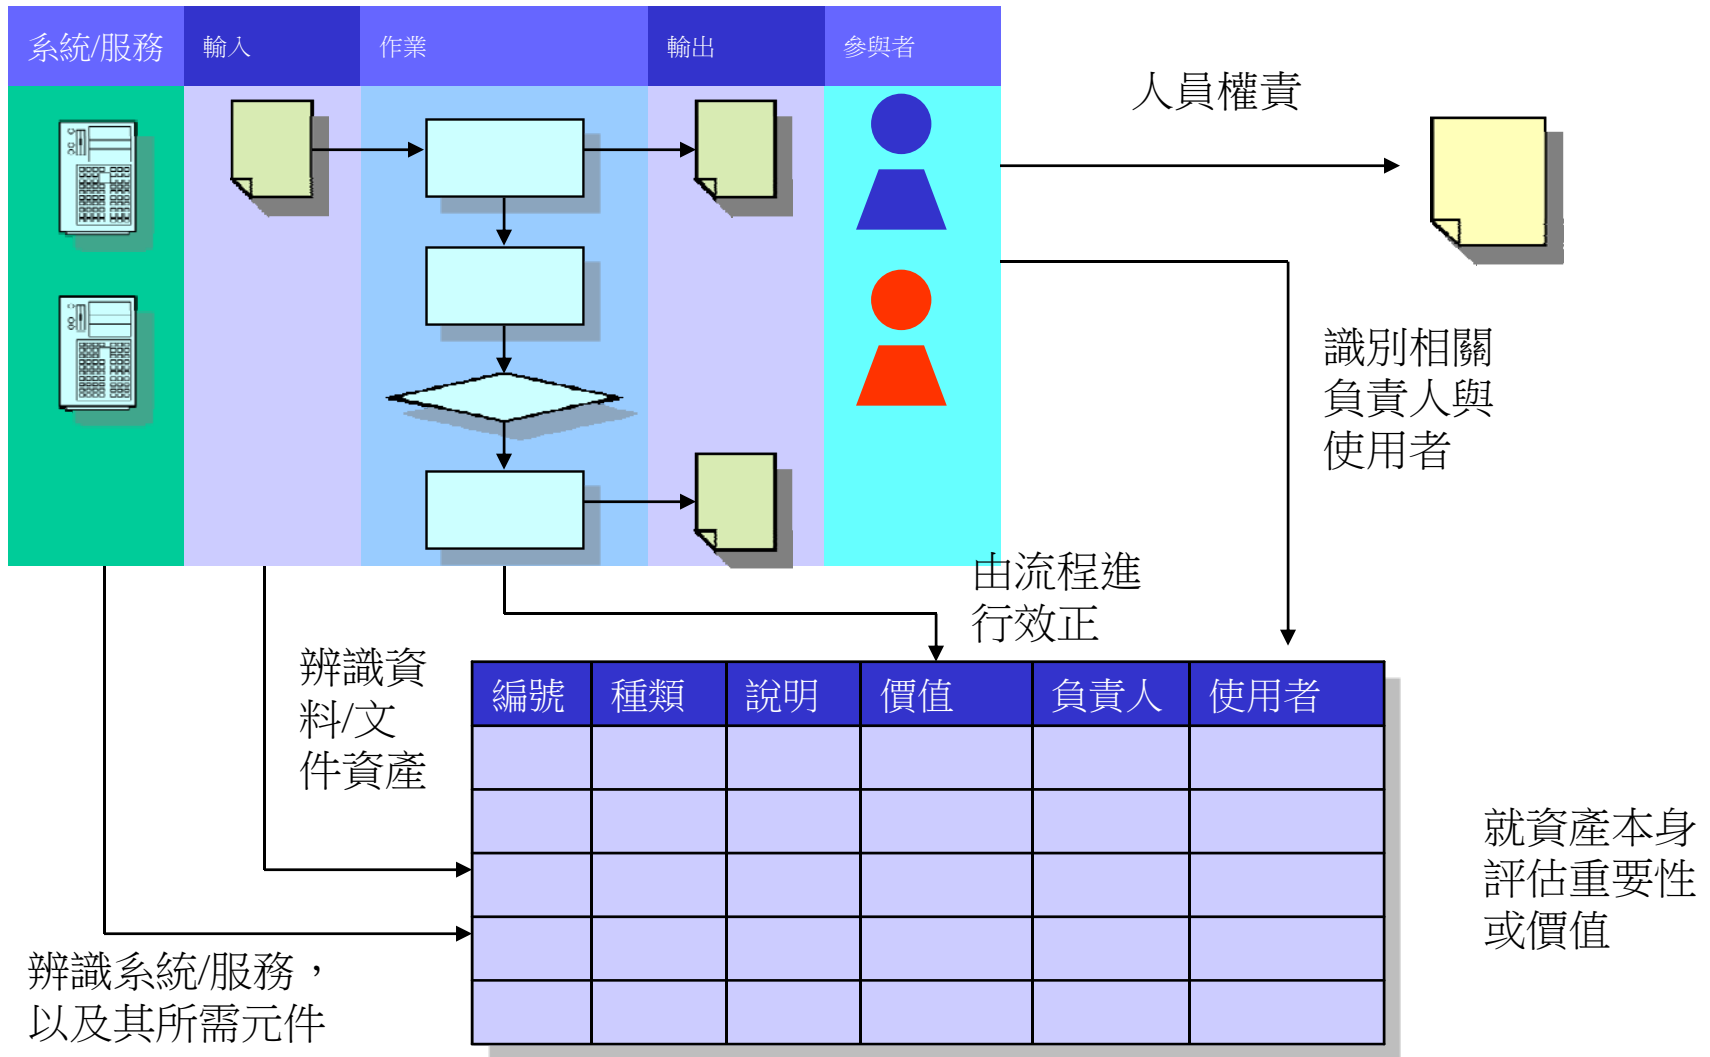 系統/服務
輸入
作業
輸出
參與者
人員權責
識別相關
負責人與
使用者
由流程進
行效正
辨識資
料/文
件資產
編號
種類
說明
價值
負責人
使用者
就資產本身
評估重要性
或價值
辨識系統/服務，
以及其所需元件